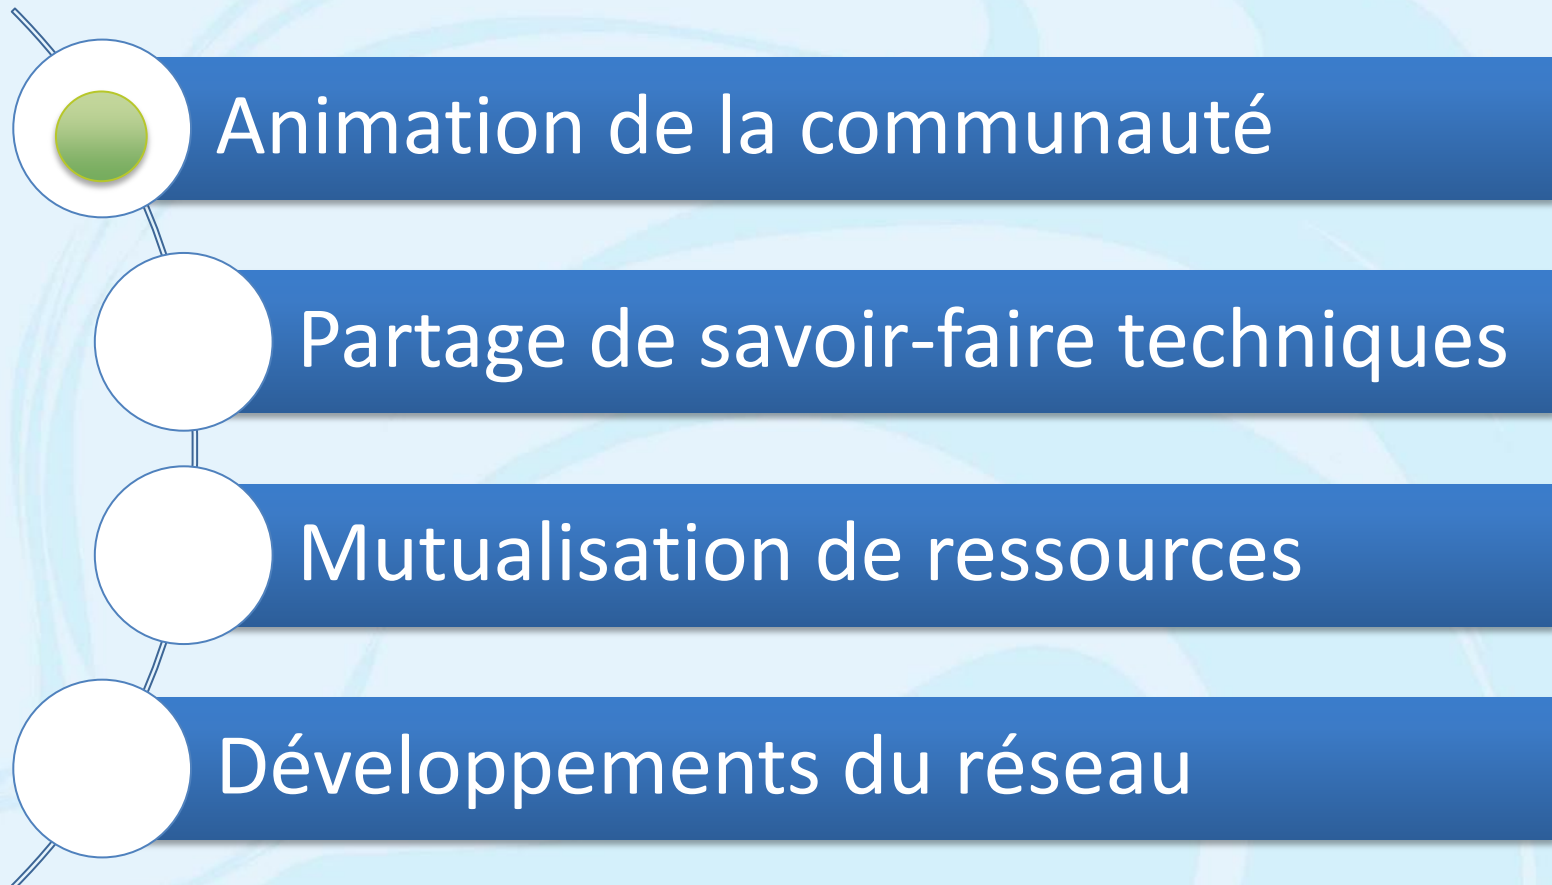 Animation de la communauté
Partage de savoir-faire techniques
Mutualisation de ressources
Développements du réseau